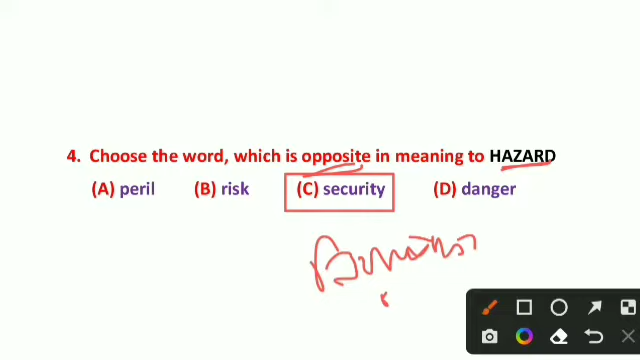 4. Choose the word, which is opposite in meaning to HAZARD
(A) peril (B) risk (C) security (D) danger